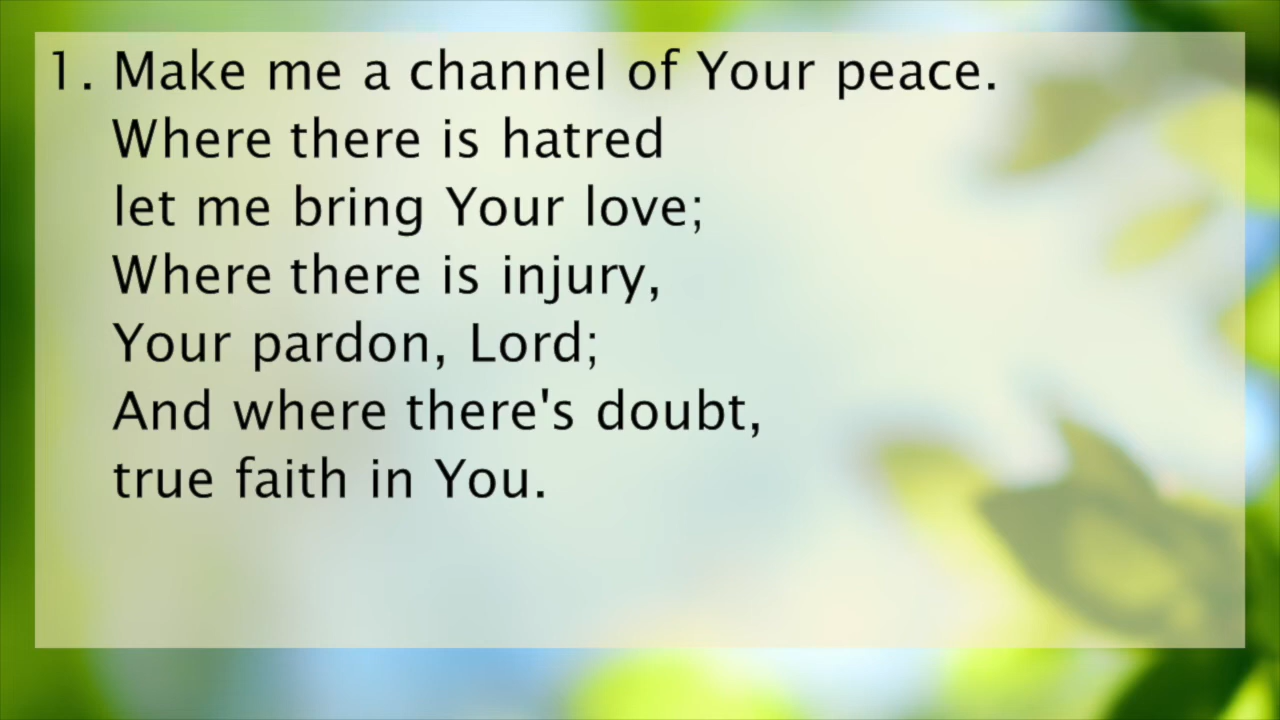 1. Make me a channel of Your peace.
Where there is hatred
let me bring Your love;
Where there is injury,
Your pardon, Lord;
And where there's doubt,
true faith in You.